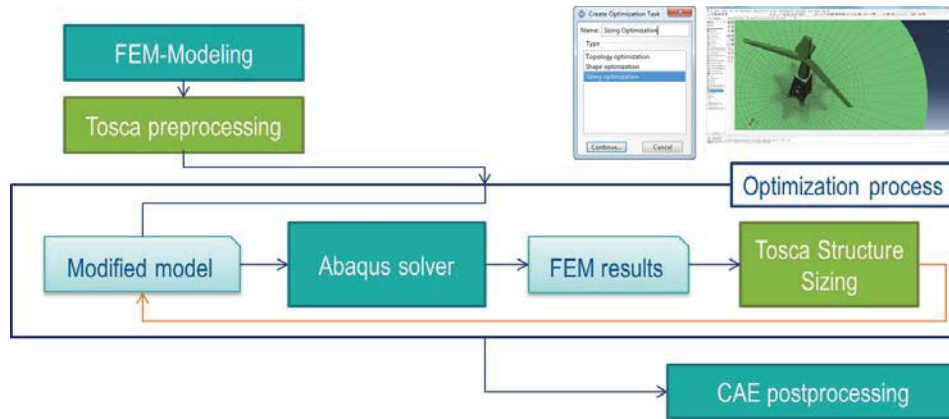 FEM-Modeling
Tosca preprocessing
Create Optimization Task
Name: Sizing Optimization
Type
Topology optimization
Shape optimization
Sizing optimization
Continue...
Cancel
Optimization process
Modified model
Abaqus solver
FEM results
Tosca Structure
Sizing
CAE postprocessing